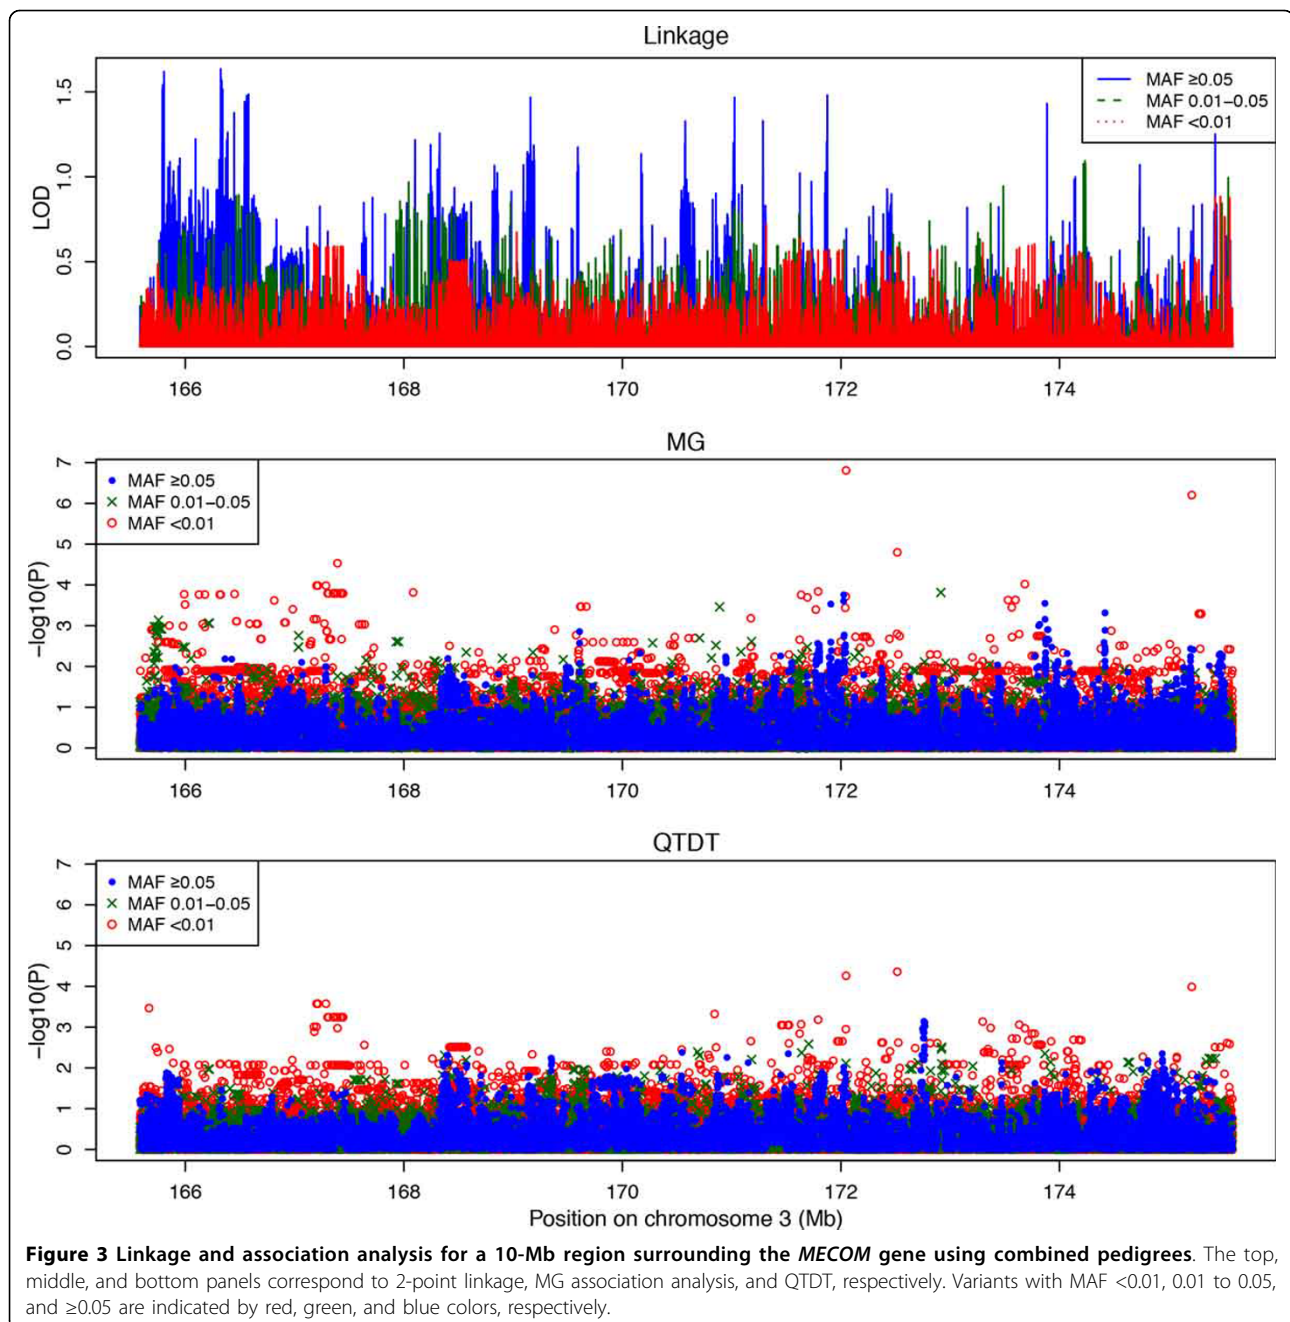 Linkage
LOD
0.0 0.5 1.0 1.5
MAF ≥0.05
MAF 0.01–0.05
MAF <0.01
166 168 170 172 174
MG
−log10(P)
0 1 2 3 4 5 6 7
MAF ≥0.05
MAF 0.01–0.05
MAF <0.01
166 168 170 172 174
QTDT
−log10(P)
0 1 2 3 4 5 6 7
MAF ≥0.05
MAF 0.01–0.05
MAF <0.01
166 168 170 172 174
Position on chromosome 3 (Mb)
Figure 3 Linkage and association analysis for a 10-Mb region surrounding the MECOM gene using combined pedigrees. The top,
middle, and bottom panels correspond to 2-point linkage, MG association analysis, and QTDT, respectively. Variants with MAF <0.01, 0.01 to 0.05,
and ≥0.05 are indicated by red, green, and blue colors, respectively.